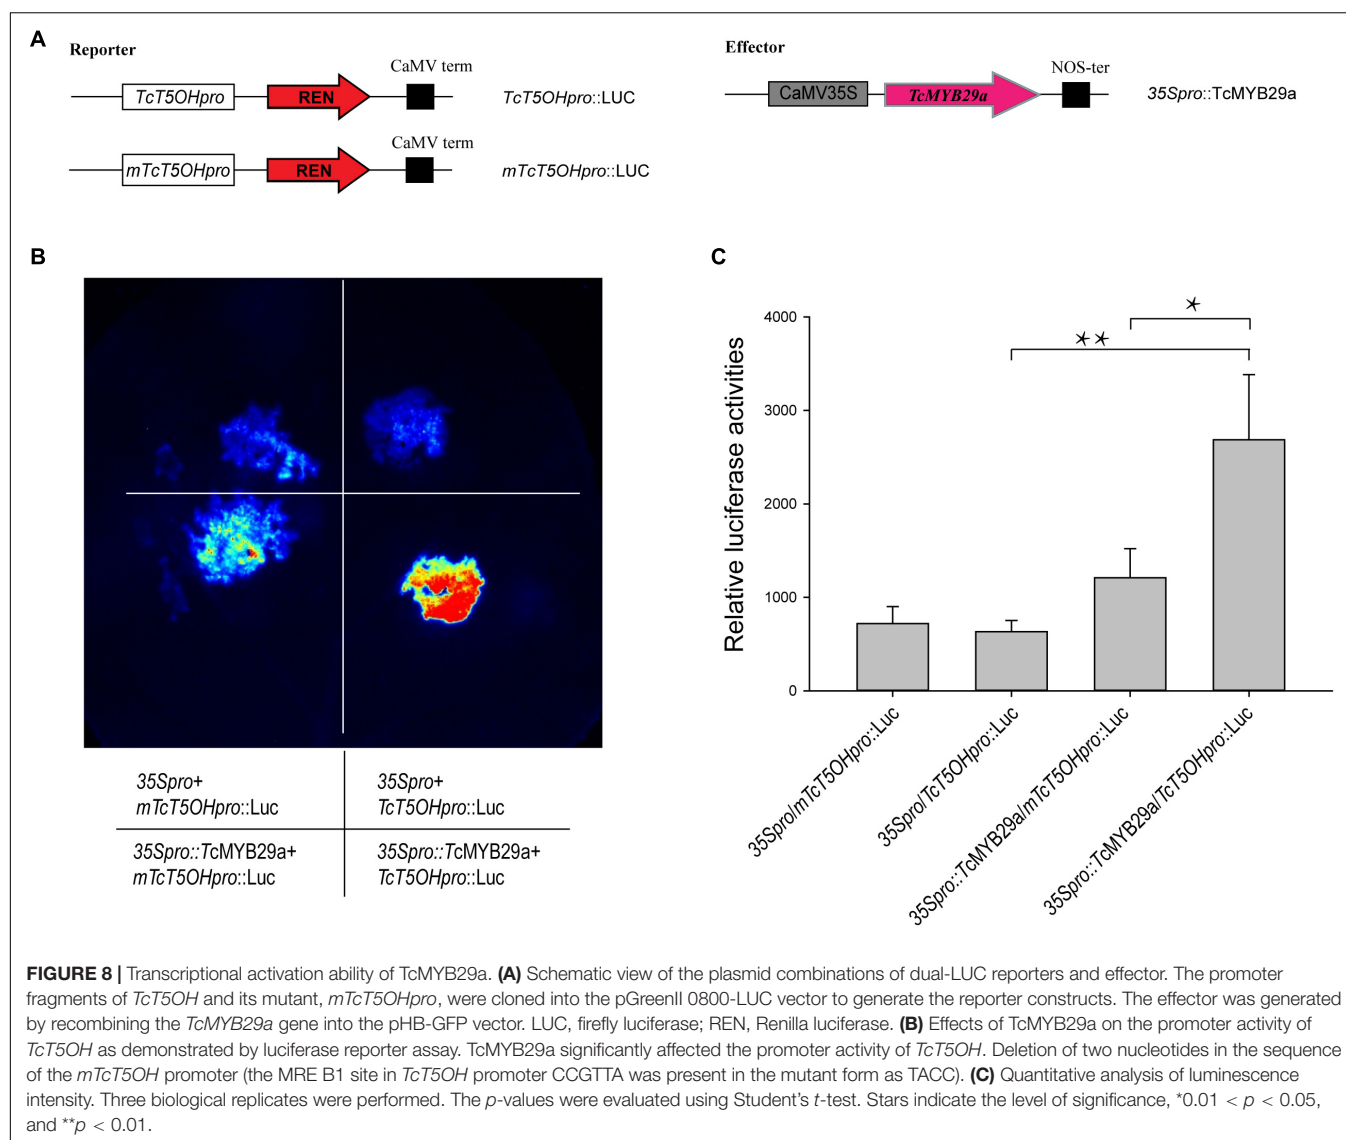 A
Reporter
TcT5OHpro
REN
CaMV term
TcT5OHpro::LUC
mTcT5OHpro
REN
CaMV term
mTcT5OHpro::LUC
Effector
CaMV35S
TcMYB29a
NOS-ter
35Spro::TcMYB29a
B
35Spro+
mTcT5OHpro::Luc
35Spro+
TcT5OHpro::Luc
35Spro::TcMYB29a+
mTcT5OHpro::Luc
35Spro::TcMYB29a+
TcT5OHpro::Luc
C
Relative luciferase activities
4000
3000
2000
1000
0
**
*
35Spro/mTcT5OHpro::Luc
35Spro/TcT5OHpro::Luc
35Spro::TcMYB29a/mTcT5OHpro::Luc
35Spro::TcMYB29a/TcT5OHpro::Luc
FIGURE 8 | Transcriptional activation ability of TcMYB29a. (A) Schematic view of the plasmid combinations of dual-LUC reporters and effector. The promoter
fragments of TcT5OH and its mutant, mTcT5OHpro, were cloned into the pGreenII 0800-LUC vector to generate the reporter constructs. The effector was generated
by recombining the TcMYB29a gene into the pHB-GFP vector. LUC, firefly luciferase; REN, Renilla luciferase. (B) Effects of TcMYB29a on the promoter activity of
TcT5OH as demonstrated by luciferase reporter assay. TcMYB29a significantly affected the promoter activity of TcT5OH. Deletion of two nucleotides in the sequence
of the mTcT5OH promoter (the MRE B1 site in TcT5OH promoter CCGTTA was present in the mutant form as TACC). (C) Quantitative analysis of luminescence
intensity. Three biological replicates were performed. The p-values were evaluated using Student's t-test. Stars indicate the level of significance, *0.01 < p < 0.05,
and **p < 0.01.